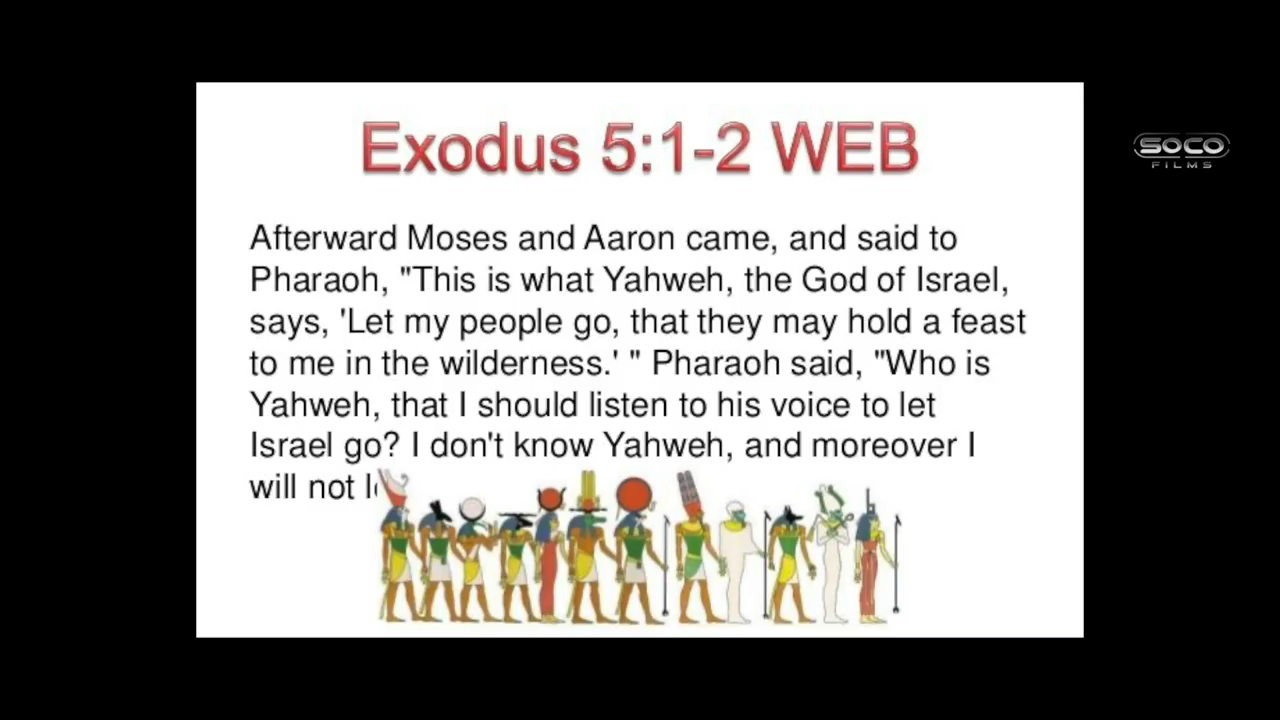 Exodus 5:1-2 WEB
SOCO
FILMS
Afterward Moses and Aaron came, and said to
Pharaoh, "This is what Yahweh, the God of Israel,
says, 'Let my people go, that they may hold a feast
to me in the wilderness.' " Pharaoh said, "Who is
Yahweh, that I should listen to his voice to let
Israel go? I don't know Yahweh, and moreover I
will not